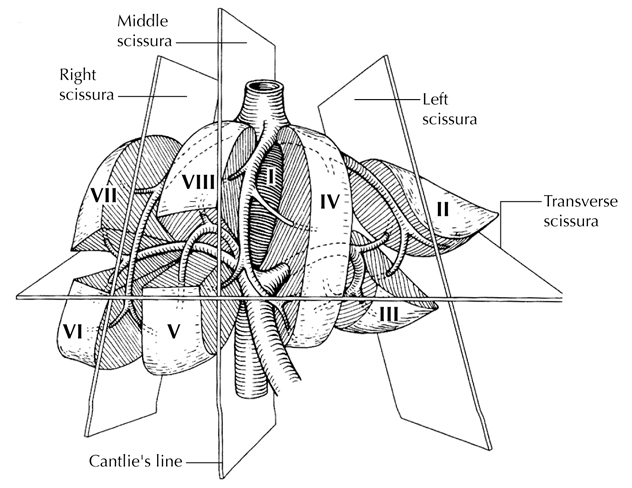 Middle
scissura
Right
scissura
Left
scissura
I
VII
VIII
IV
II
Transverse
scissura
VI
V
III
Cantlie's line